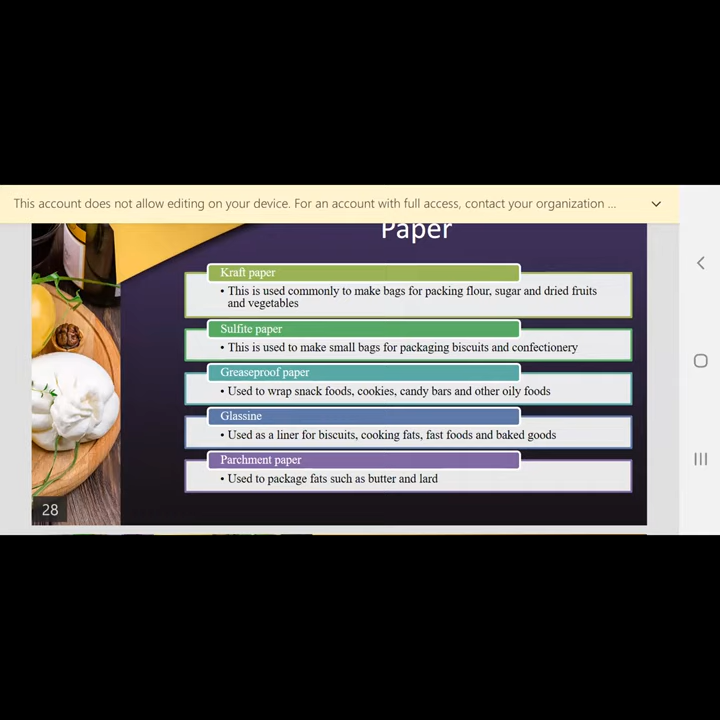 This account does not allow editing on your device. For an account with full access, contact your organization ...
Paper
Kraft paper
• This is used commonly to make bags for packing flour, sugar and dried fruits
and vegetables
Sulfite paper
• This is used to make small bags for packaging biscuits and confectionery
Greaseproof paper
• Used to wrap snack foods, cookies, candy bars and other oily foods
Glassine
• Used as a liner for biscuits, cooking fats, fast foods and baked goods
Parchment paper
• Used to package fats such as butter and lard
28